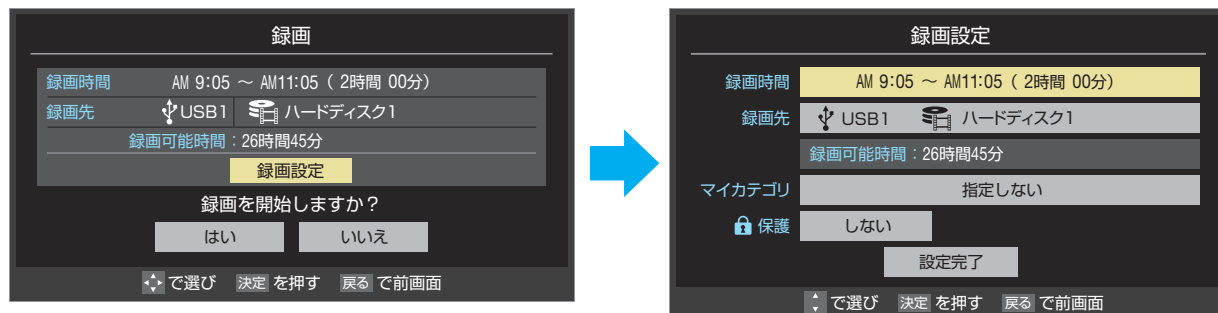 録画
録画時間 AM 9:05 ～ AM11:05 ( 2時間 00分)
録画先 USB1 ハードディスク1
録画可能時間：26時間45分
録画設定
録画を開始しますか？
はい いいえ
で選び 決定 を押す 戻る で前画面
録画設定
録画時間 AM 9:05 ～ AM11:05 ( 2時間 00分)
録画先 USB1 ハードディスク1
録画可能時間：26時間45分
マイカテゴリ 指定しない
保護 しない
設定完了
で選び 決定 を押す 戻る で前画面